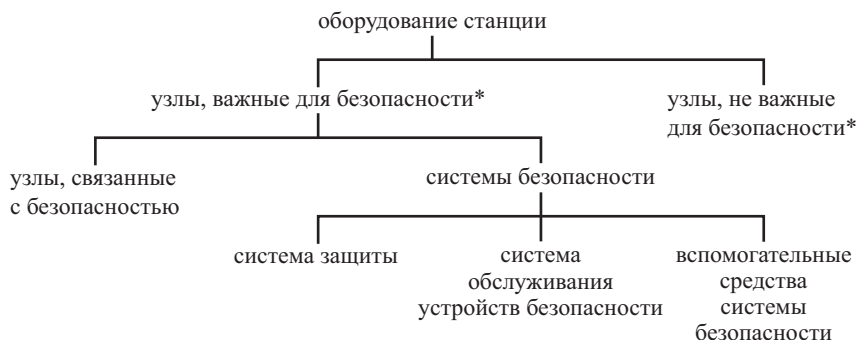 оборудование станции
узлы, важные для безопасности*
узлы, не важные
для безопасности*
узлы, связанные
с безопасностью
системы безопасности
система защиты
система
обслуживания
устройств безопасности
вспомогательные
средства
системы
безопасности